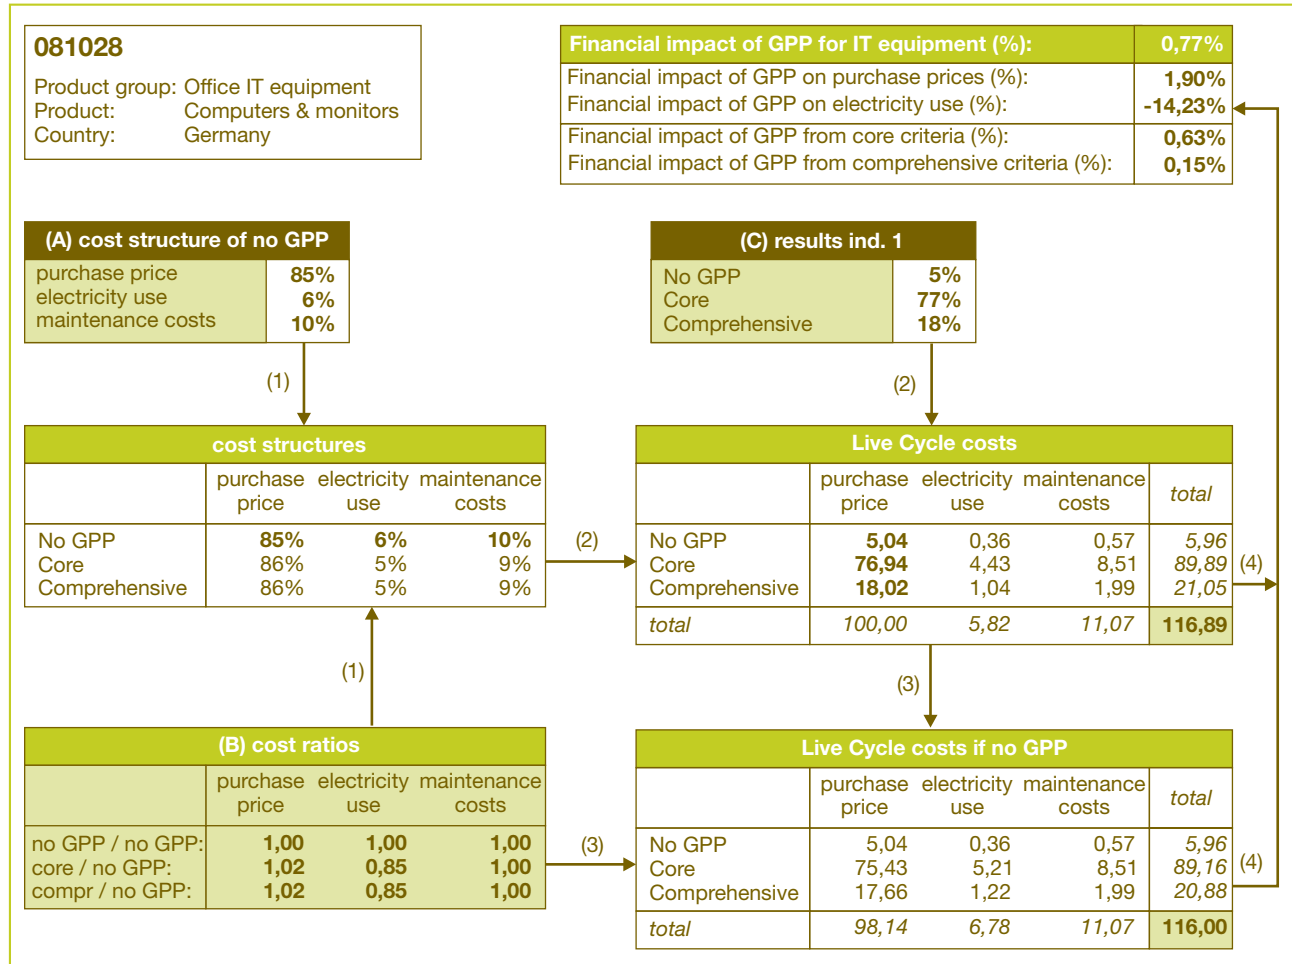 081028
Product group: Office IT equipment
Product: Computers & monitors
Country: Germany
Financial impact of GPP for IT equipment (%): 0,77%
Financial impact of GPP on purchase prices (%): 1,90%
Financial impact of GPP on electricity use (%): -14,23%
Financial impact of GPP from core criteria (%): 0,63%
Financial impact of GPP from comprehensive criteria (%): 0,15%
(A) cost structure of no GPP
purchase price 85%
electricity use 6%
maintenance costs 10%
(C) results ind. 1
No GPP 5%
Core 77%
Comprehensive 18%
(1)
(2)
cost structures
purchase electricity maintenance
price use costs
No GPP 85% 6% 10%
Core 86% 5% 9%
Comprehensive 86% 5% 9%
(2)
Live Cycle costs
purchase electricity maintenance
price use costs total
No GPP 5,04 0,36 0,57 5,96
Core 76,94 4,43 8,51 89,89
Comprehensive 18,02 1,04 1,99 21,05
total 100,00 5,82 11,07 116,89
(4)
(1)
(3)
(B) cost ratios
purchase electricity maintenance
price use costs
no GPP / no GPP: 1,00 1,00 1,00
core / no GPP: 1,02 0,85 1,00
compr / no GPP: 1,02 0,85 1,00
(3)
Live Cycle costs if no GPP
purchase electricity maintenance
price use costs total
No GPP 5,04 0,36 0,57 5,96
Core 75,43 5,21 8,51 89,16
Comprehensive 17,66 1,22 1,99 20,88
total 98,14 6,78 11,07 116,00
(4)